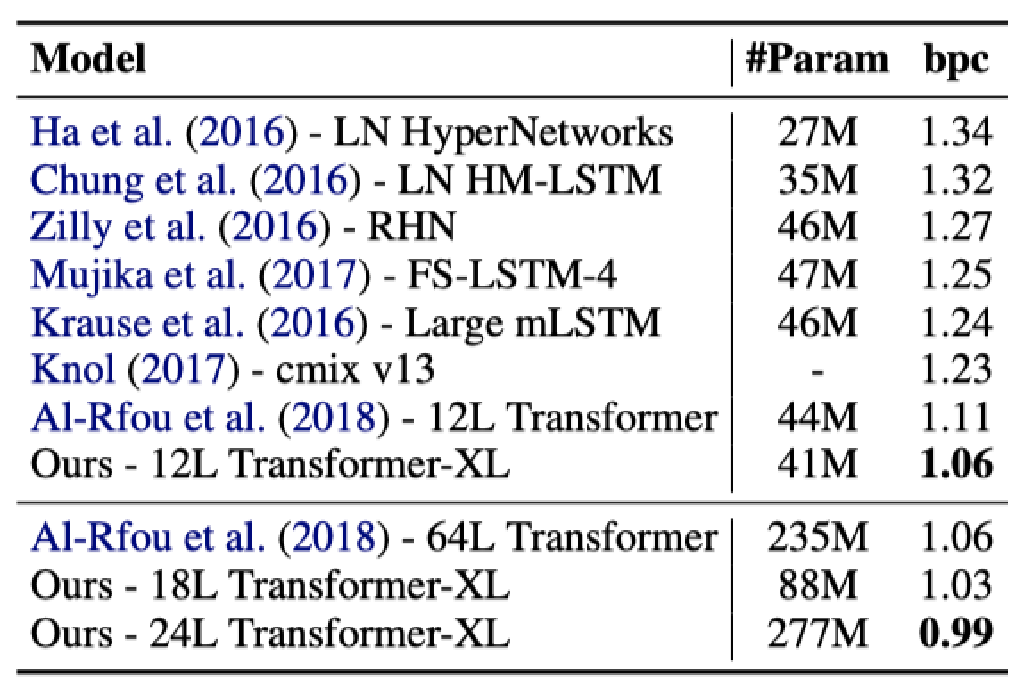 Model #Param bpc
Ha et al. (2016) - LN HyperNetworks 27M 1.34
Chung et al. (2016) - LN HM-LSTM 35M 1.32
Zilly et al. (2016) - RHN 46M 1.27
Mujika et al. (2017) - FS-LSTM-4 47M 1.25
Krause et al. (2016) - Large mLSTM 46M 1.24
Knol (2017) - cmix v13 - 1.23
Al-Rfou et al. (2018) - 12L Transformer 44M 1.11
Ours - 12L Transformer-XL 41M 1.06
Al-Rfou et al. (2018) - 64L Transformer 235M 1.06
Ours - 18L Transformer-XL 88M 1.03
Ours - 24L Transformer-XL 277M 0.99